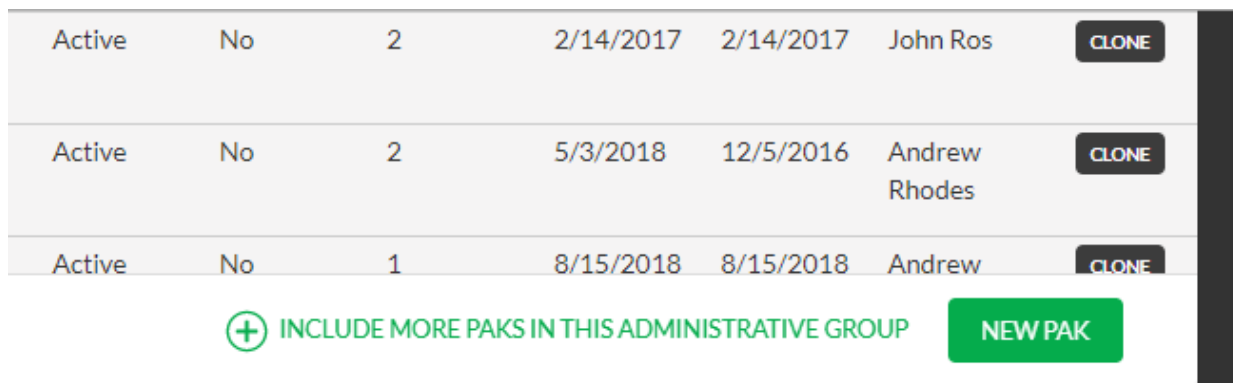 Active No 2 2/14/2017 2/14/2017 John Ros CLONE
Active No 2 5/3/2018 12/5/2016 Andrew CLONE
Rhodes
Active No 1 8/15/2018 8/15/2018 Andrew CLONE
INCLUDE MORE PAKS IN THIS ADMINISTRATIVE GROUP NEW PAK